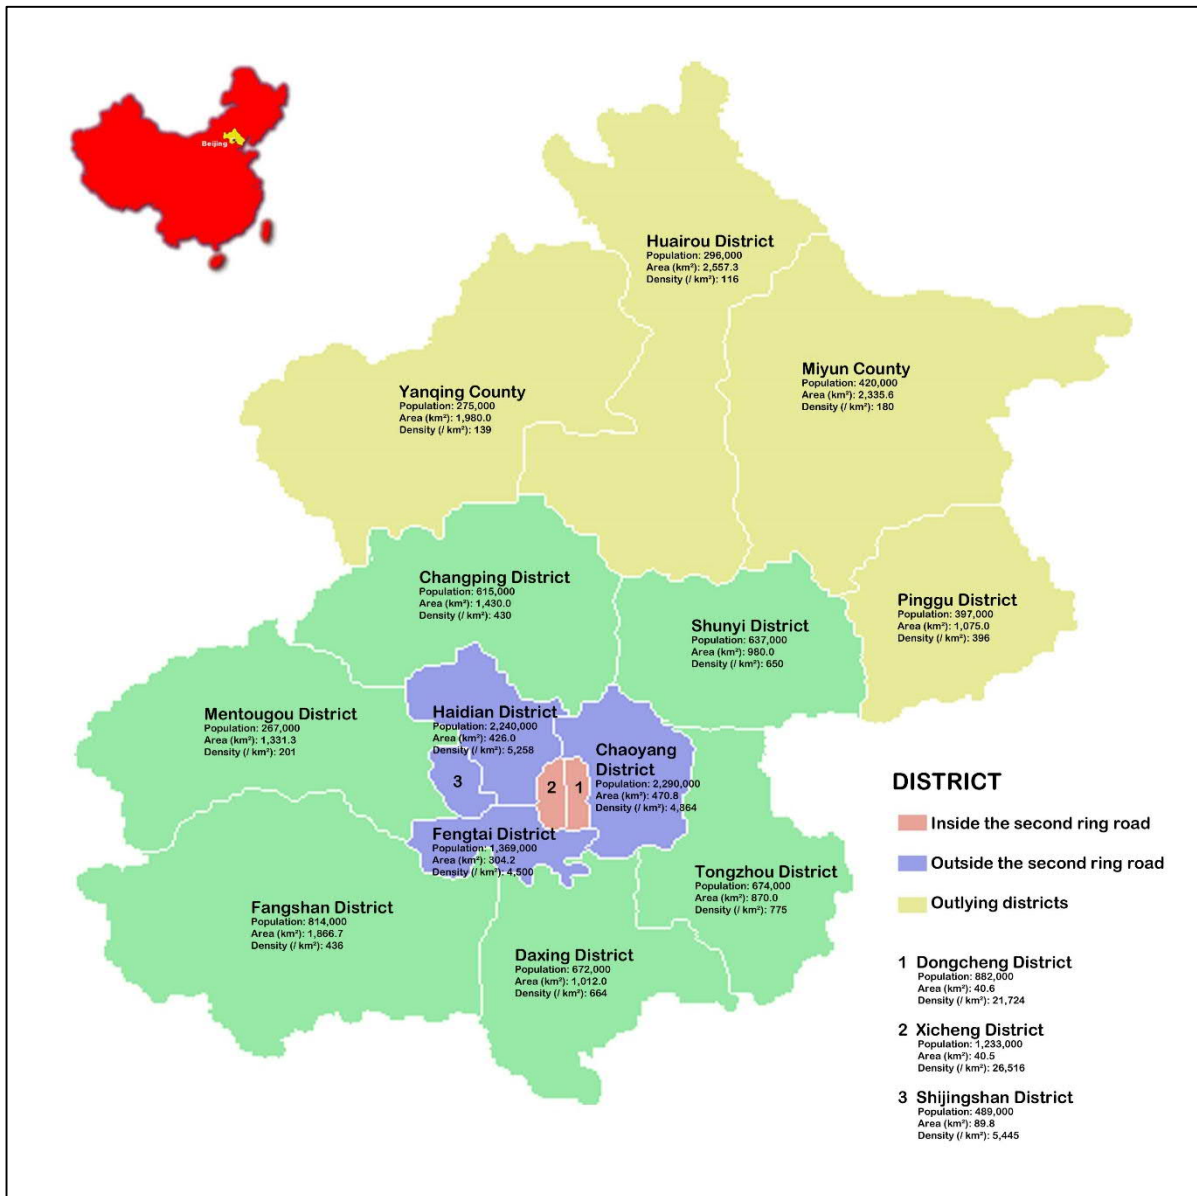 Beijing
Huairou District
Population: 296,000
Area (km²): 2,557.3
Density (/ km²): 116
Miyun County
Population: 420,000
Area (km²): 2,335.6
Density (/ km²): 180
Yanqing County
Population: 275,000
Area (km²): 1,980.0
Density (/ km²): 139
Changping District
Population: 615,000
Area (km²): 1,430.0
Density (/ km²): 430
Pinggu District
Population: 397,000
Area (km²): 1,075.0
Density (/ km²): 396
Shunyi District
Population: 637,000
Area (km²): 980.0
Density (/ km²): 650
Mentougou District
Population: 267,000
Area (km²): 1,331.3
Density (/ km²): 201
Haidian District
Population: 2,240,000
Area (km²): 426.0
Density (/ km²): 5,258
Chaoyang
District
Population: 2,290,000
Area (km²): 470.8
Density (/ km²): 4,864
3
2
1
Fengtai District
Population: 1,369,000
Area (km²): 304.2
Density (/ km²): 4,500
Tongzhou District
Population: 674,000
Area (km²): 870.0
Density (/ km²): 775
Fangshan District
Population: 814,000
Area (km²): 1,866.7
Density (/ km²): 436
Daxing District
Population: 672,000
Area (km²): 1,012.0
Density (/ km²): 664
DISTRICT
Inside the second ring road
Outside the second ring road
Outlying districts
1 Dongcheng District
Population: 882,000
Area (km²): 40.6
Density (/ km²): 21,724
2 Xicheng District
Population: 1,233,000
Area (km²): 40.5
Density (/ km²): 26,516
3 Shijingshan District
Population: 489,000
Area (km²): 89.8
Density (/ km²): 5,445